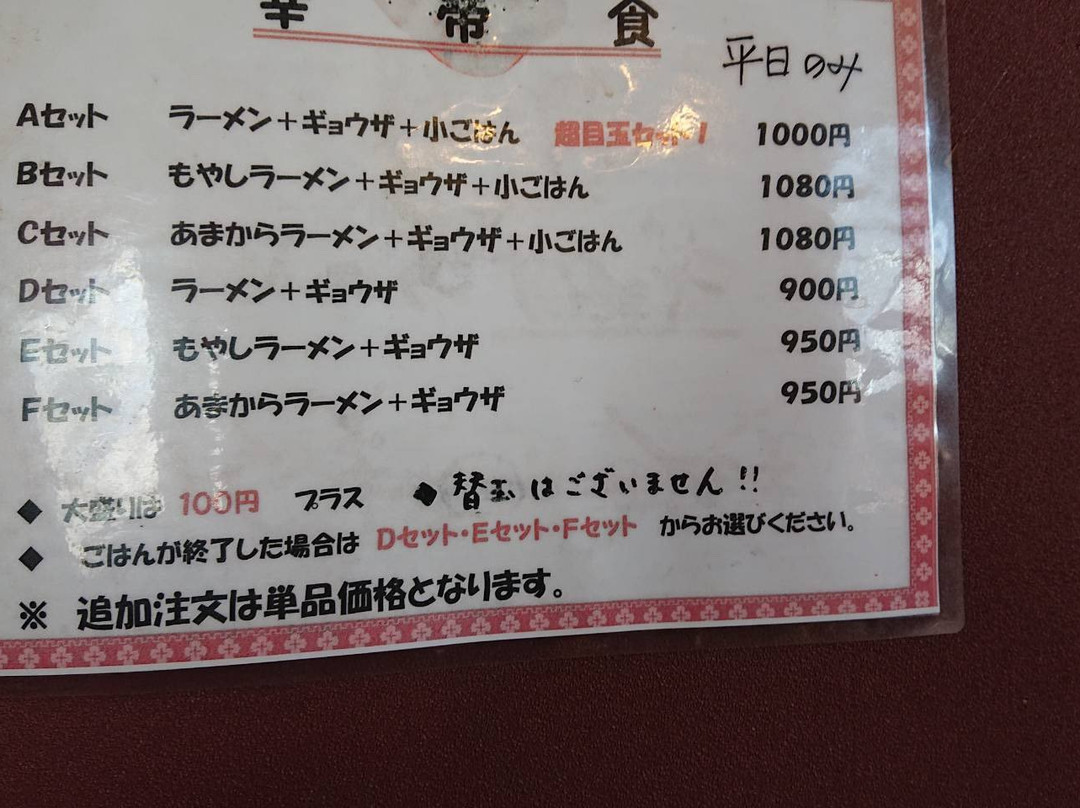 食
平日のみ
Aセット ラーメン＋ギョウザ＋小ごはん 超目玉セット! 1000円
Bセット もやしラーメン＋ギョウザ＋小ごはん 1080円
Cセット あまからラーメン＋ギョウザ＋小ごはん 1080円
Dセット ラーメン＋ギョウザ 900円
Eセット もやしラーメン＋ギョウザ 950円
Fセット あまからラーメン＋ギョウザ 950円
◆ 大盛りは 100円 プラス ◆ 替玉はございません!!
◆ ごはんが終了した場合は Dセット・Eセット・Fセット からお選びください。
※ 追加注文は単品価格となります。